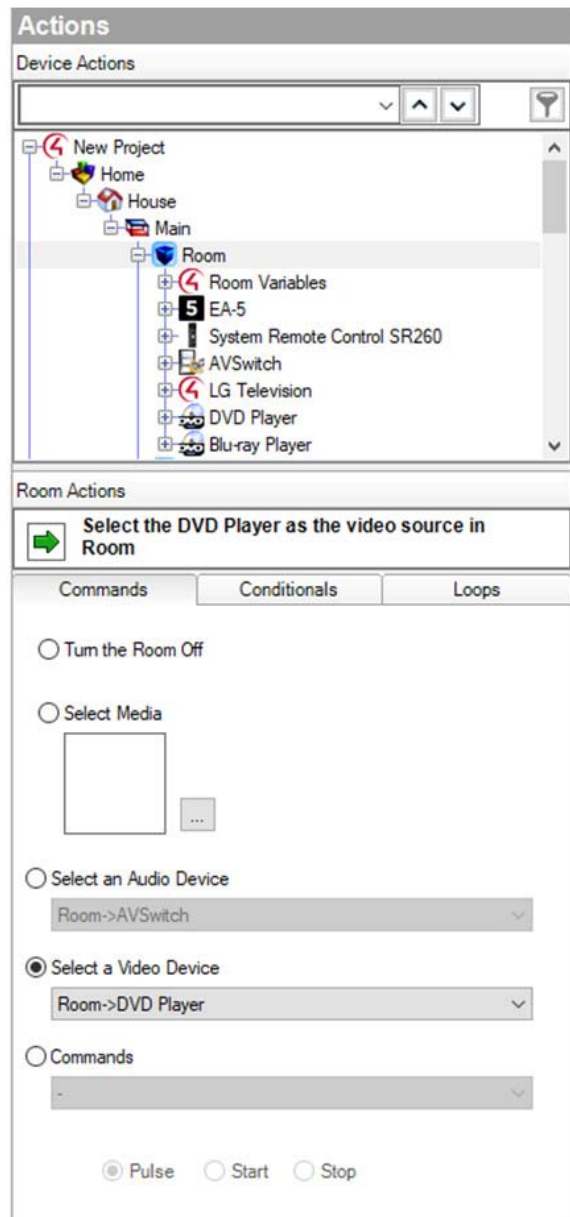 Actions
Device Actions
New Project
Home
House
Main
Room
Room Variables
5 EA-5
System Remote Control SR260
AVSwitch
LG Television
DVD Player
Blu-ray Player
Room Actions
Select the DVD Player as the video source in
Room
Commands Conditionals Loops
Turn the Room Off
Select Media
...
Select an Audio Device
Room->AVSwitch
Select a Video Device
Room->DVD Player
Commands
-
Pulse Start Stop